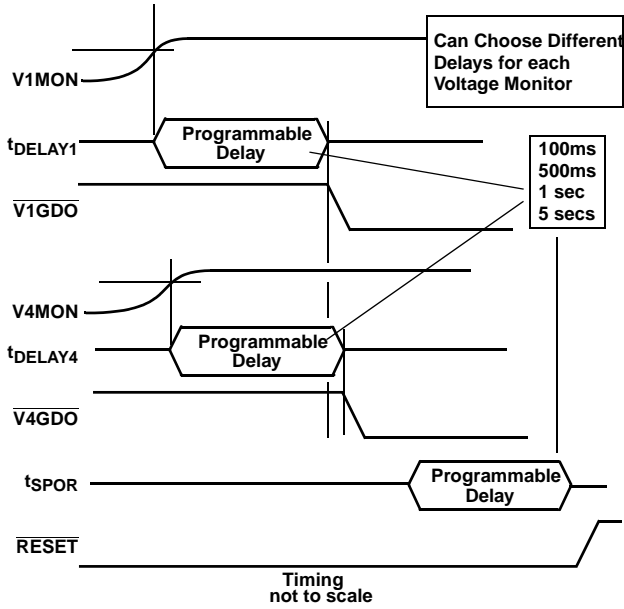 Can Choose Different
Delays for each
Voltage Monitor
V1MON
tDELAY1
Programmable
Delay
100ms
500ms
1 sec
5 secs
V1GDO
V4MON
tDELAY4
Programmable
Delay
V4GDO
tSPOR
Programmable
Delay
RESET
Timing
not to scale